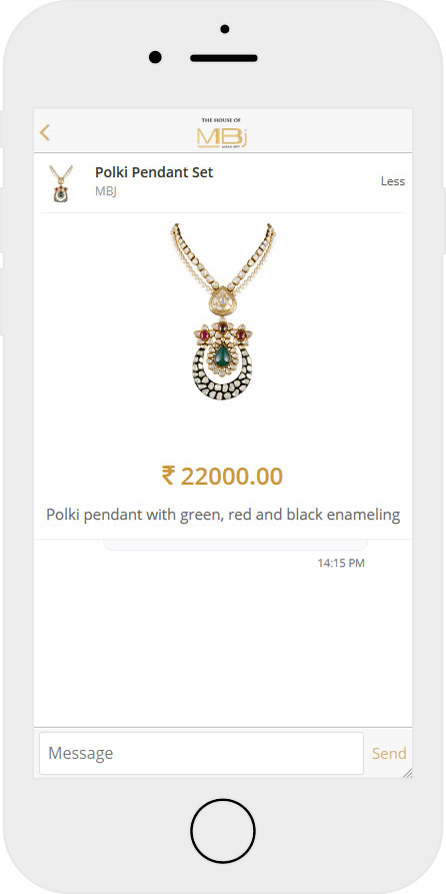 THE HOUSE OF
MBj
SINCE 1897
Polki Pendant Set
MBJ
Less
₹ 22000.00
Polki pendant with green, red and black enameling
14:15 PM
Message
Send